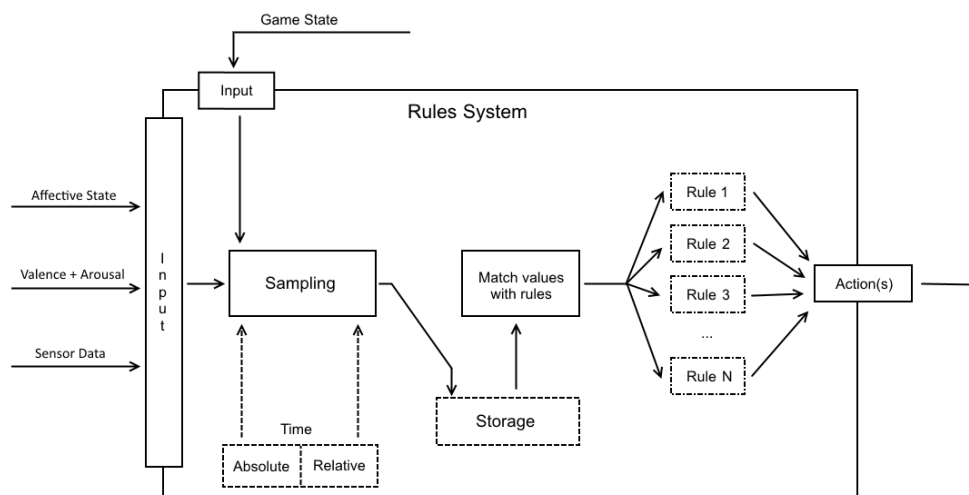 Game State
Input
Rules System
Affective State
Valence + Arousal
Sensor Data
Input
Sampling
Time
Absolute
Relative
Storage
Match values
with rules
Rule 1
Rule 2
Rule 3
...
Rule N
Action(s)